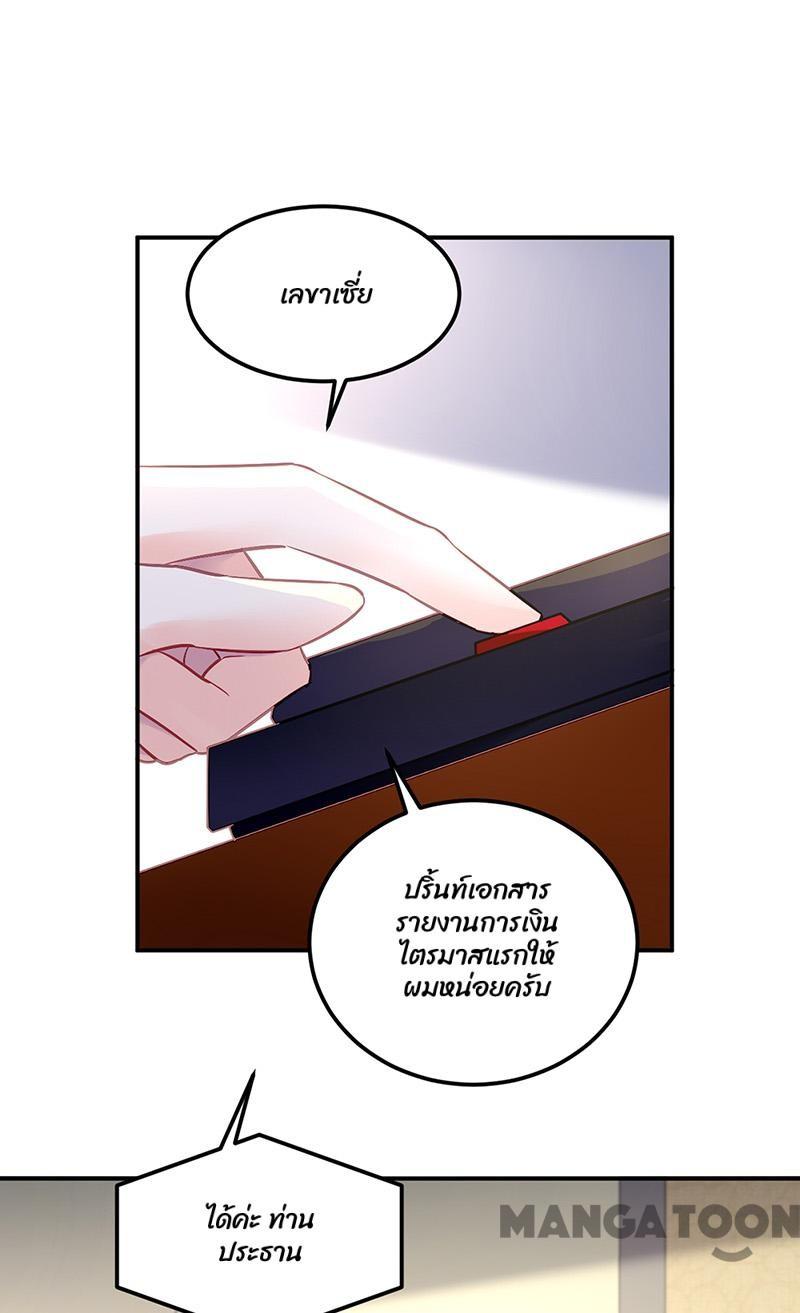 เลขาเซี่ย
ปริ้นท์เอกสาร
รายงานการเงิน
ไตรมาสแรกให้
ผมหน่อยครับ
ได้ค่ะ ท่าน
ประธาน
MANGATOON